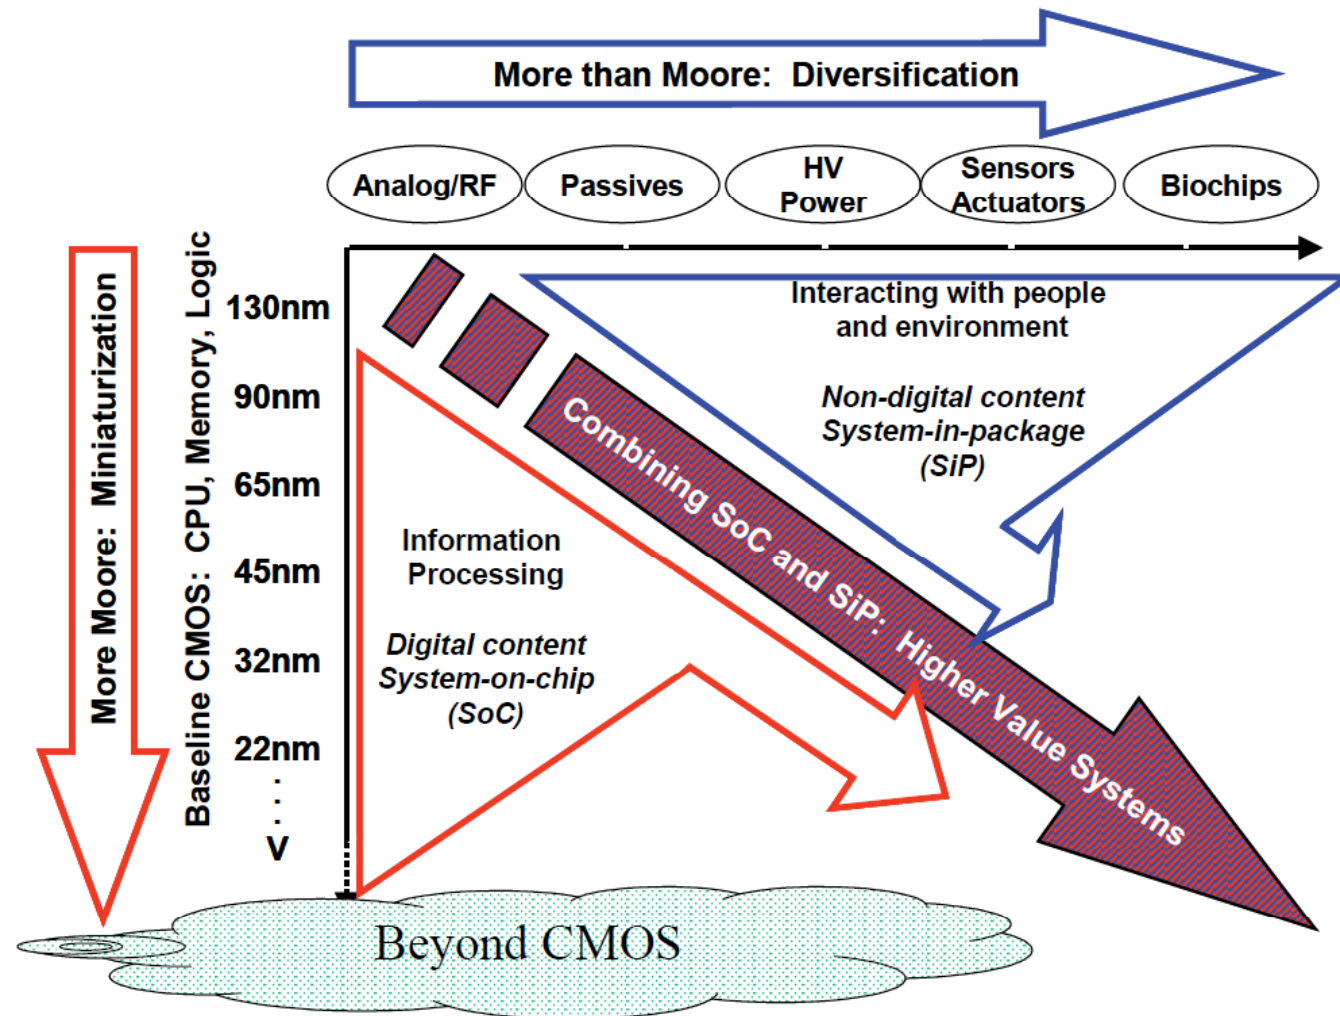 More than Moore: Diversification
Analog/RF
Passives
HV
Power
Sensors
Actuators
Biochips
More Moore: Miniaturization
Baseline CMOS: CPU, Memory, Logic
130nm
90nm
65nm
45nm
32nm
22nm
.
.
.
V
Interacting with people
and environment
Non-digital content
System-in-package
(SiP)
Combining SoC and SiP: Higher Value Systems
Information
Processing
Digital content
System-on-chip
(SoC)
Beyond CMOS